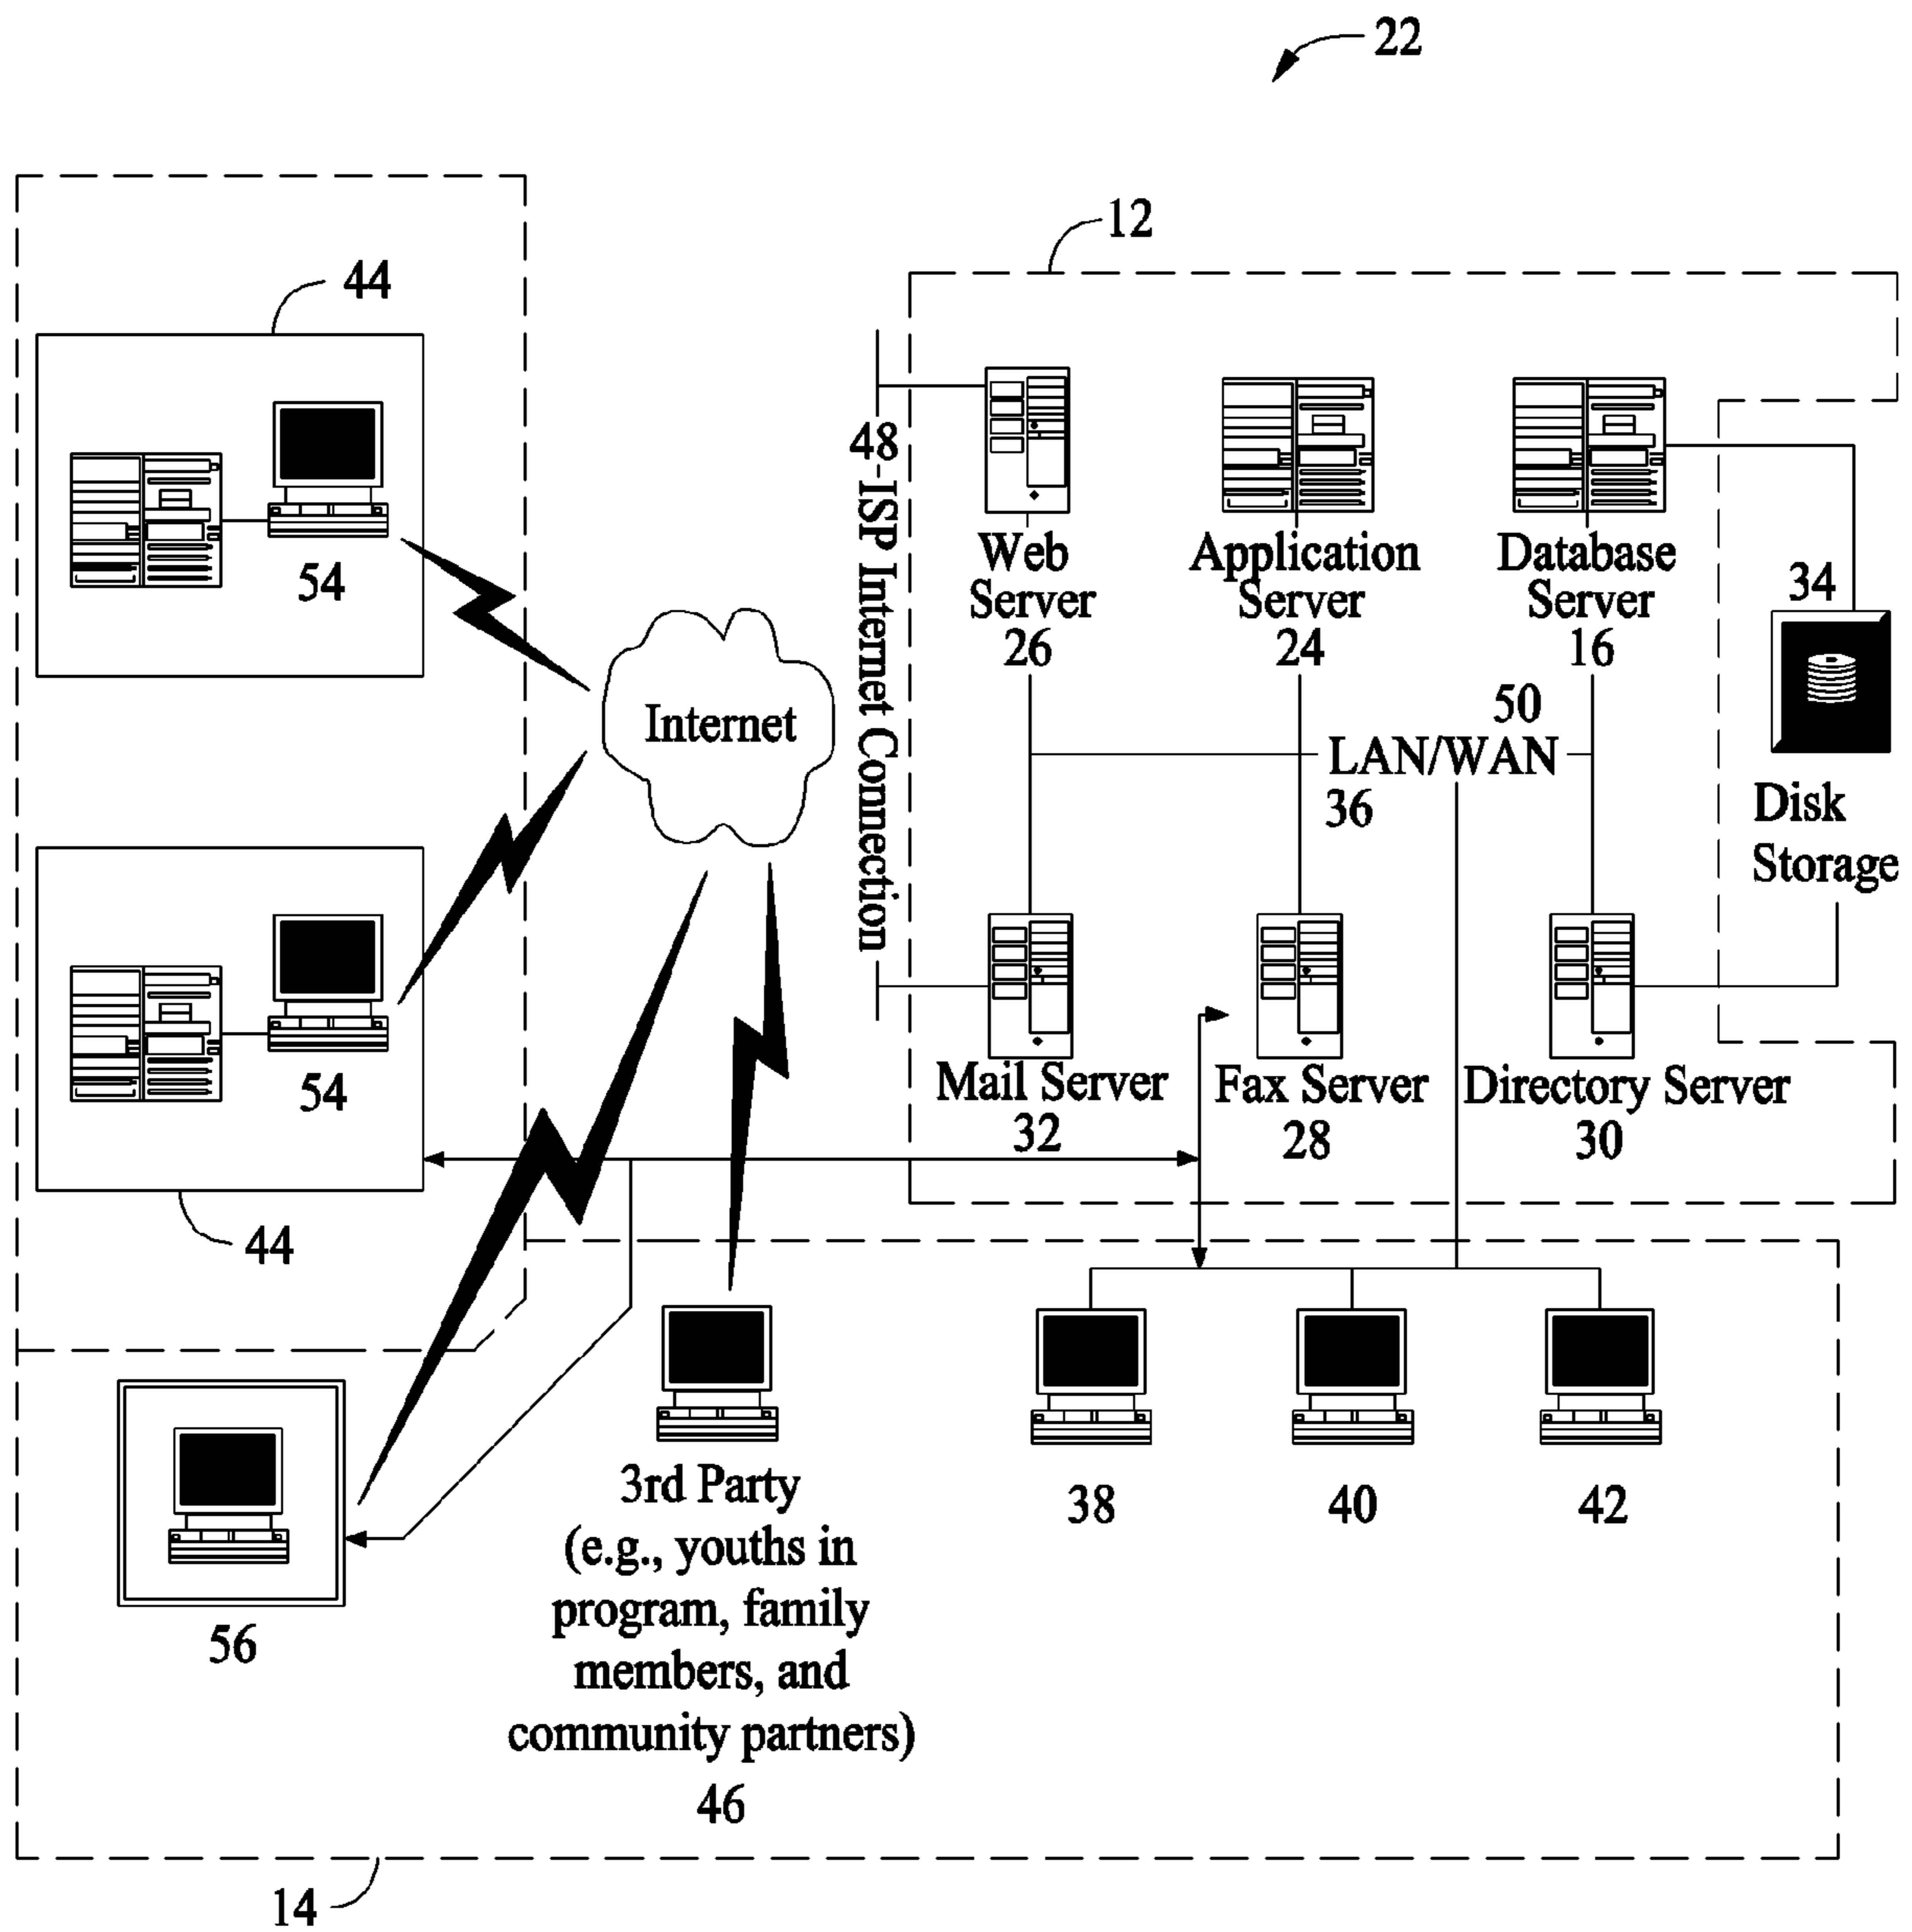 22
12
44
54
48
-ISP Internet Connection
Web
Server
26
Application
Server
24
Database
Server
16
34
Disk
Storage
Internet
50
LAN/WAN
36
54
44
Mail Server
32
Fax Server
28
Directory Server
30
56
3rd Party
(e.g., youths in
program, family
members, and
community partners)
46
38
40
42
14